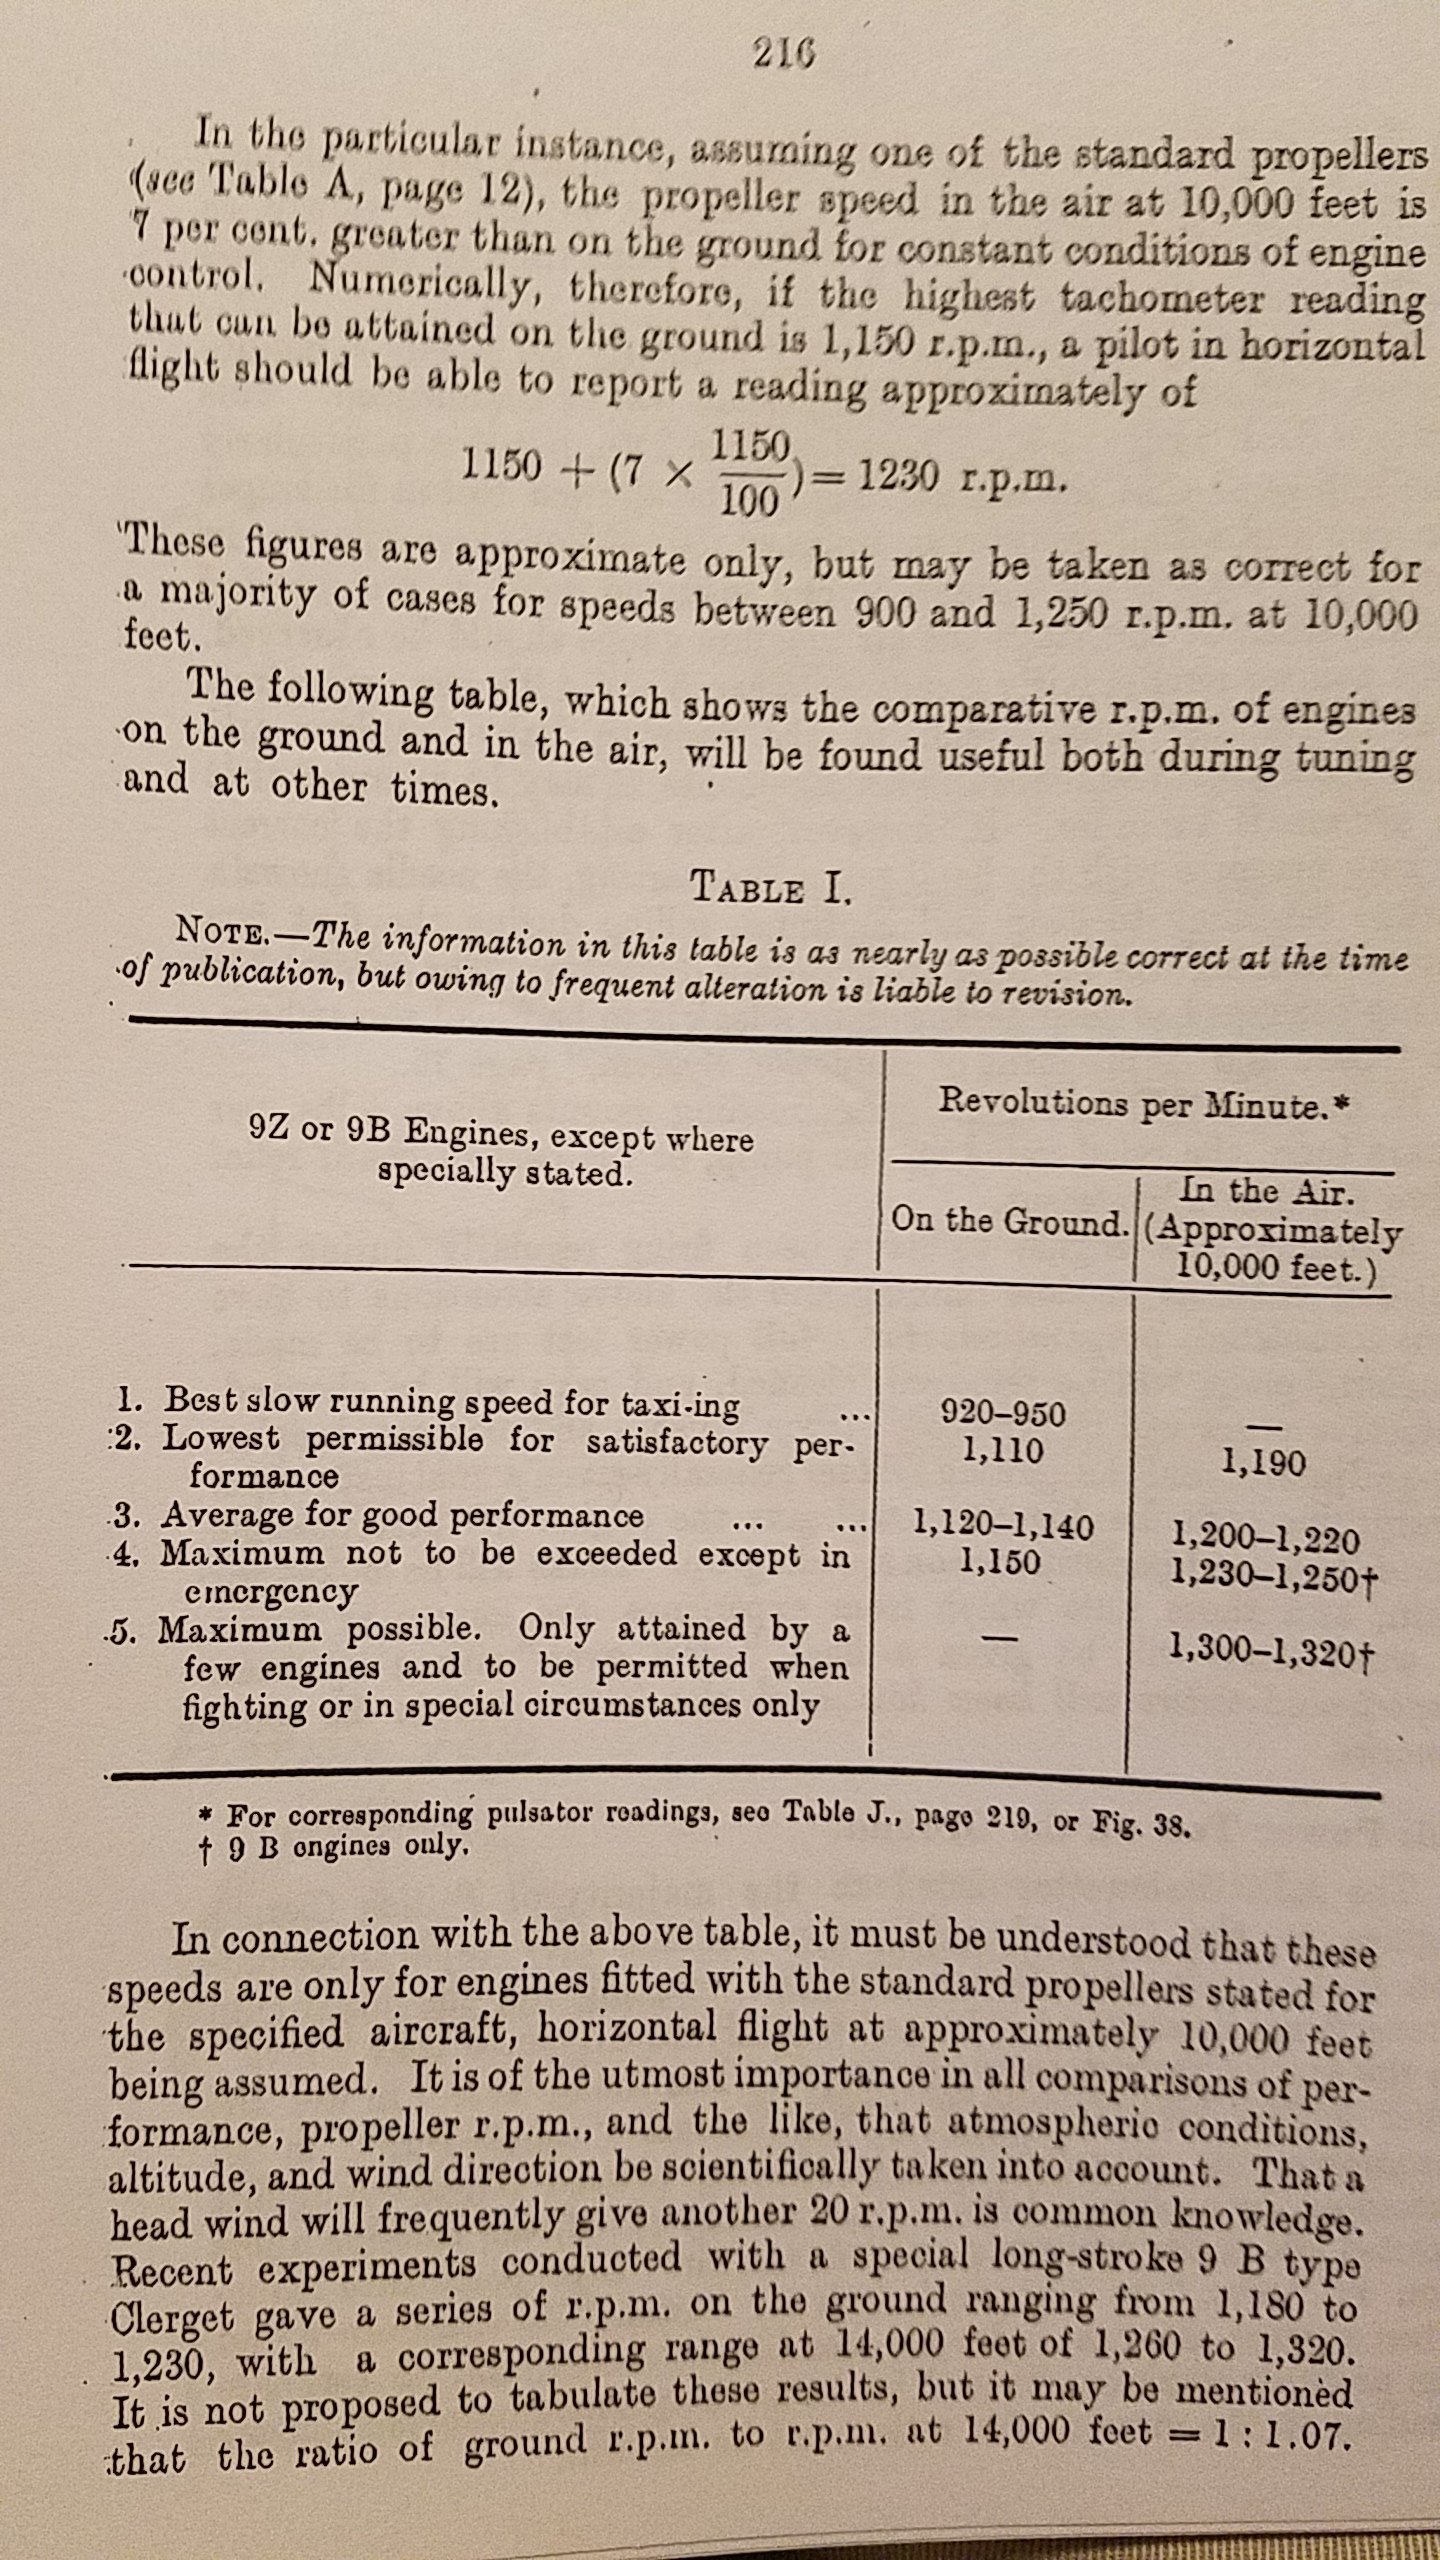 216
In the particular instance, assuming one of the standard propellers
(see Table A, page 12), the propeller speed in the air at 10,000 feet is
7 per cent. greater than on the ground for constant conditions of engine
control. Numerically, therefore, if the highest tachometer reading
that can be attained on the ground is 1,150 r.p.m., a pilot in horizontal
flight should be able to report a reading approximately of
1150 + (7 × 1150/100) = 1230 r.p.m.
These figures are approximate only, but may be taken as correct for
a majority of cases for speeds between 900 and 1,250 r.p.m. at 10,000
feet.
The following table, which shows the comparative r.p.m. of engines
on the ground and in the air, will be found useful both during tuning
and at other times.
TABLE I.
NOTE.—The information in this table is as nearly as possible correct at the time
of publication, but owing to frequent alteration is liable to revision.
9Z or 9B Engines, except where
specially stated.
Revolutions per Minute.*
On the Ground.
In the Air.
(Approximately
10,000 feet.)
1. Best slow running speed for taxi-ing ... 920–950 —
2. Lowest permissible for satisfactory per- 1,110 1,190
formance
3. Average for good performance ... ... 1,120–1,140 1,200–1,220
4. Maximum not to be exceeded except in 1,150 1,230–1,250†
emergency
5. Maximum possible. Only attained by a — 1,300–1,320†
few engines and to be permitted when
fighting or in special circumstances only
* For corresponding pulsator readings, see Table J., page 219, or Fig. 38.
† 9 B engines only.
In connection with the above table, it must be understood that these
speeds are only for engines fitted with the standard propellers stated for
the specified aircraft, horizontal flight at approximately 10,000 feet
being assumed. It is of the utmost importance in all comparisons of per-
formance, propeller r.p.m., and the like, that atmospheric conditions,
altitude, and wind direction be scientifically taken into account. That a
head wind will frequently give another 20 r.p.m. is common knowledge.
Recent experiments conducted with a special long-stroke 9 B type
Clerget gave a series of r.p.m. on the ground ranging from 1,180 to
1,230, with a corresponding range at 14,000 feet of 1,260 to 1,320.
It is not proposed to tabulate these results, but it may be mentioned
that the ratio of ground r.p.m. to r.p.m. at 14,000 feet = 1 : 1.07.